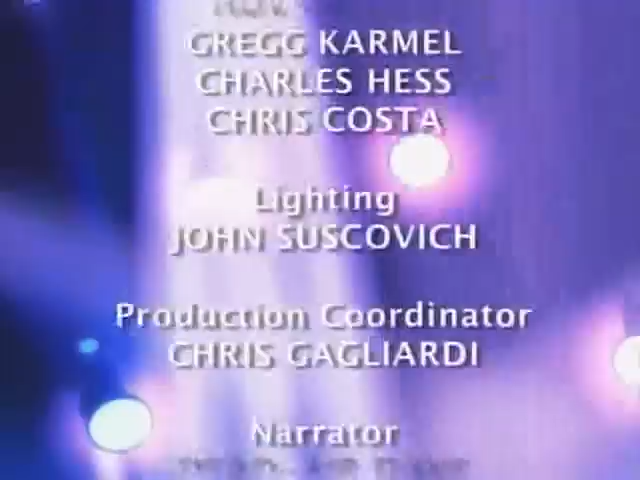 GREGG KARMEL
CHARLES HESS
CHRIS COSTA
Lighting
JOHN SUSCOVICH
Production Coordinator
CHRIS GAGLIARDI
Narrator